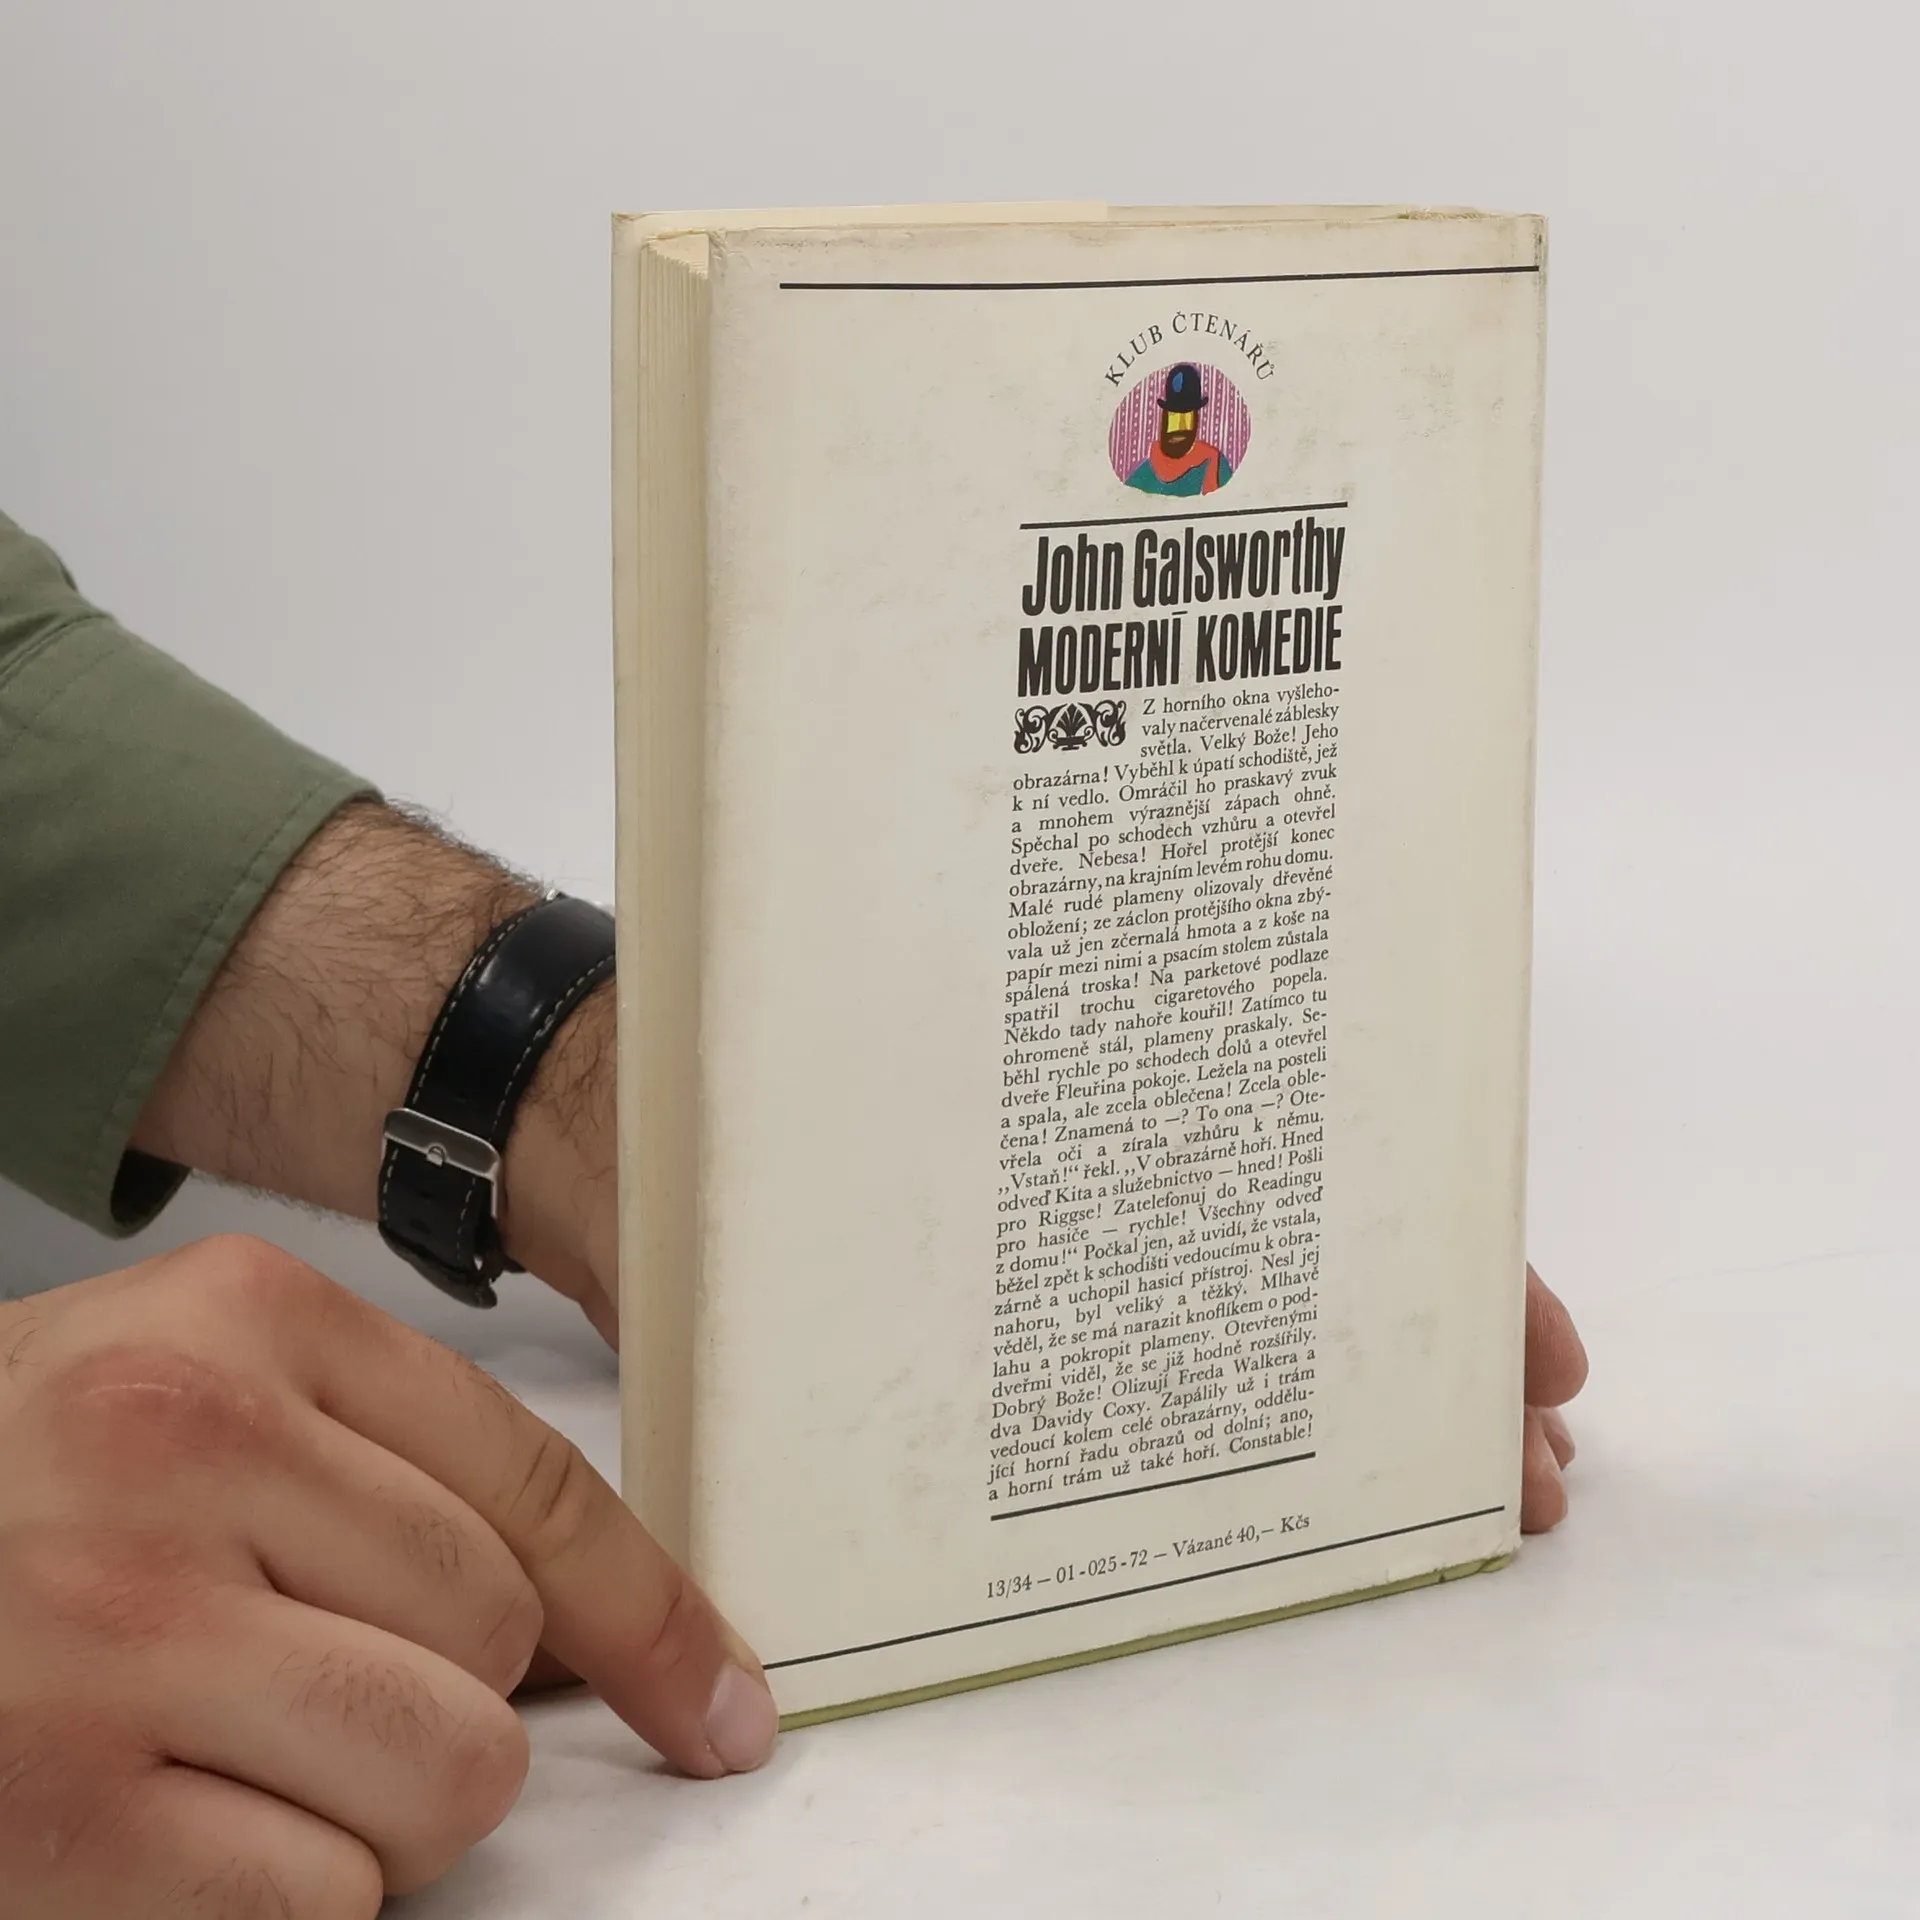 KLUB ČTENÁŘŮ
John Galsworthy
MODERNÍ KOMEDIE
Z horního okna vyšleho-
valy načervenalé záblesky
světla. Velký Bože! Jeho
obrazárna! Vyběhl k úpatí schodiště, jež
k ní vedlo. Omráčil ho praskavý zvuk
a mnohem výraznější zápach ohně.
Spěchal po schodech vzhůru a otevřel
dveře. Nebesa! Hořel protější konec
obrazárny, na krajním levém rohu domu.
Malé rudé plameny olizovaly dřevěné
obložení; ze záclon protějšího okna zbý-
vala už jen zčernalá hmota a z koše na
papír mezi nimi a psacím stolem zůstala
spálená troska! Na parketové podlaze
spatřil trochu cigaretového popela.
Někdo tady nahoře kouřil! Zatímco tu
ohromeně stál, plameny praskaly. Se-
běhl rychle po schodech dolů a otevřel
dveře Fleuřina pokoje. Ležela na posteli
a spala, ale zcela oblečena! Zcela oble-
čena! Znamená to —? To ona —? Ote-
vřela oči a zírala vzhůru k němu.
„Vstaň!“ řekl. „V obrazárně hoří. Hned
odveď Kita a služebnictvo — hned! Pošli
pro Riggse! Zatelefonuj do Readingu
pro hasiče — rychle! Všechny odveď
z domu!“ Počkal jen, až uvidí, že vstala,
běžel zpět k schodišti vedoucímu k obra-
zárně a uchopil hasicí přístroj. Nesl jej
nahoru, byl veliký a těžký. Mlhavě
věděl, že se má narazit knoflíkem o pod-
lahu a pokropit plameny. Otevřenými
dveřmi viděl, že se již hodně rozšířily.
Dobrý Bože! Olizují Freda Walkera a
dva Davidy Coxy. Zapálily už i trám
vedoucí kolem celé obrazárny, oddělu-
jící horní řadu obrazů od dolní; ano,
a horní trám už také hoří. Constable!
13/34 — 01-025-72 — Vázané 40,— Kčs